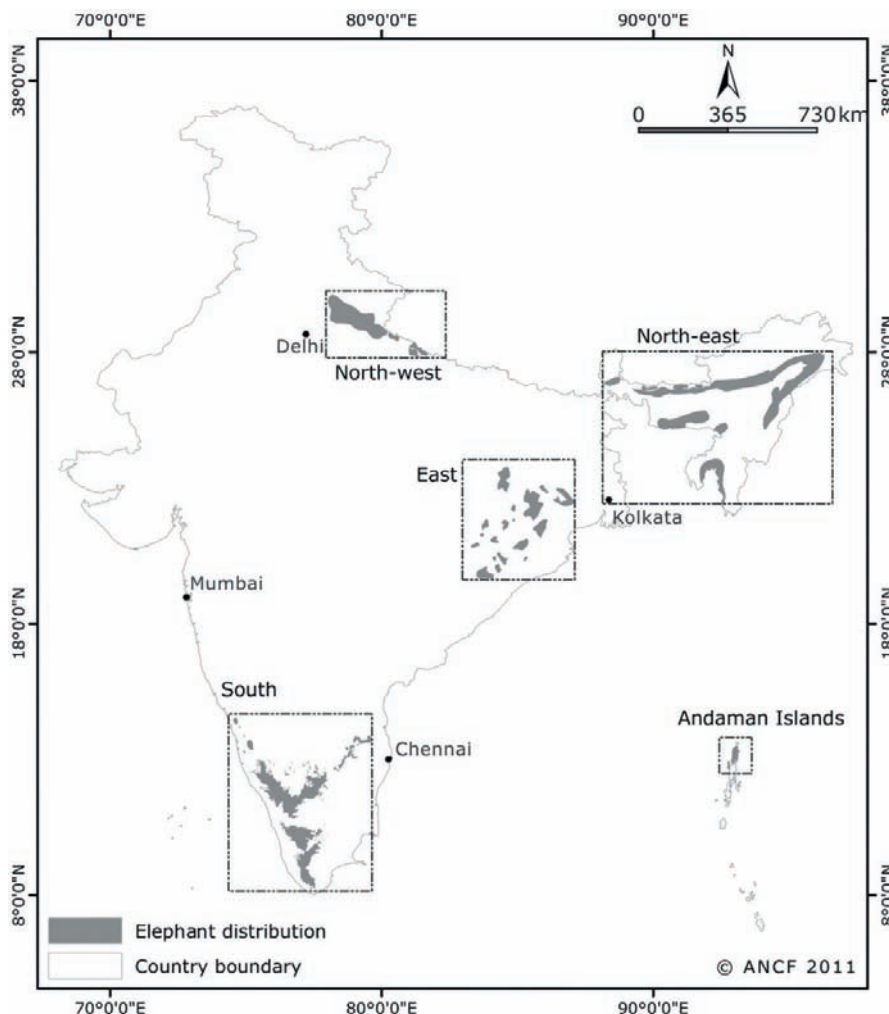 70°0'0"E 80°0'0"E 90°0'0"E
38°0'0"N 38°0'0"N
N
0 365 730 km
Delhi
North-west
North-east
28°0'0"N 28°0'0"N
East
Kolkata
Mumbai
18°0'0"N 18°0'0"N
South
Andaman Islands
Chennai
8°0'0"N 8°0'0"N
Elephant distribution
Country boundary
© ANCF 2011
70°0'0"E 80°0'0"E 90°0'0"E